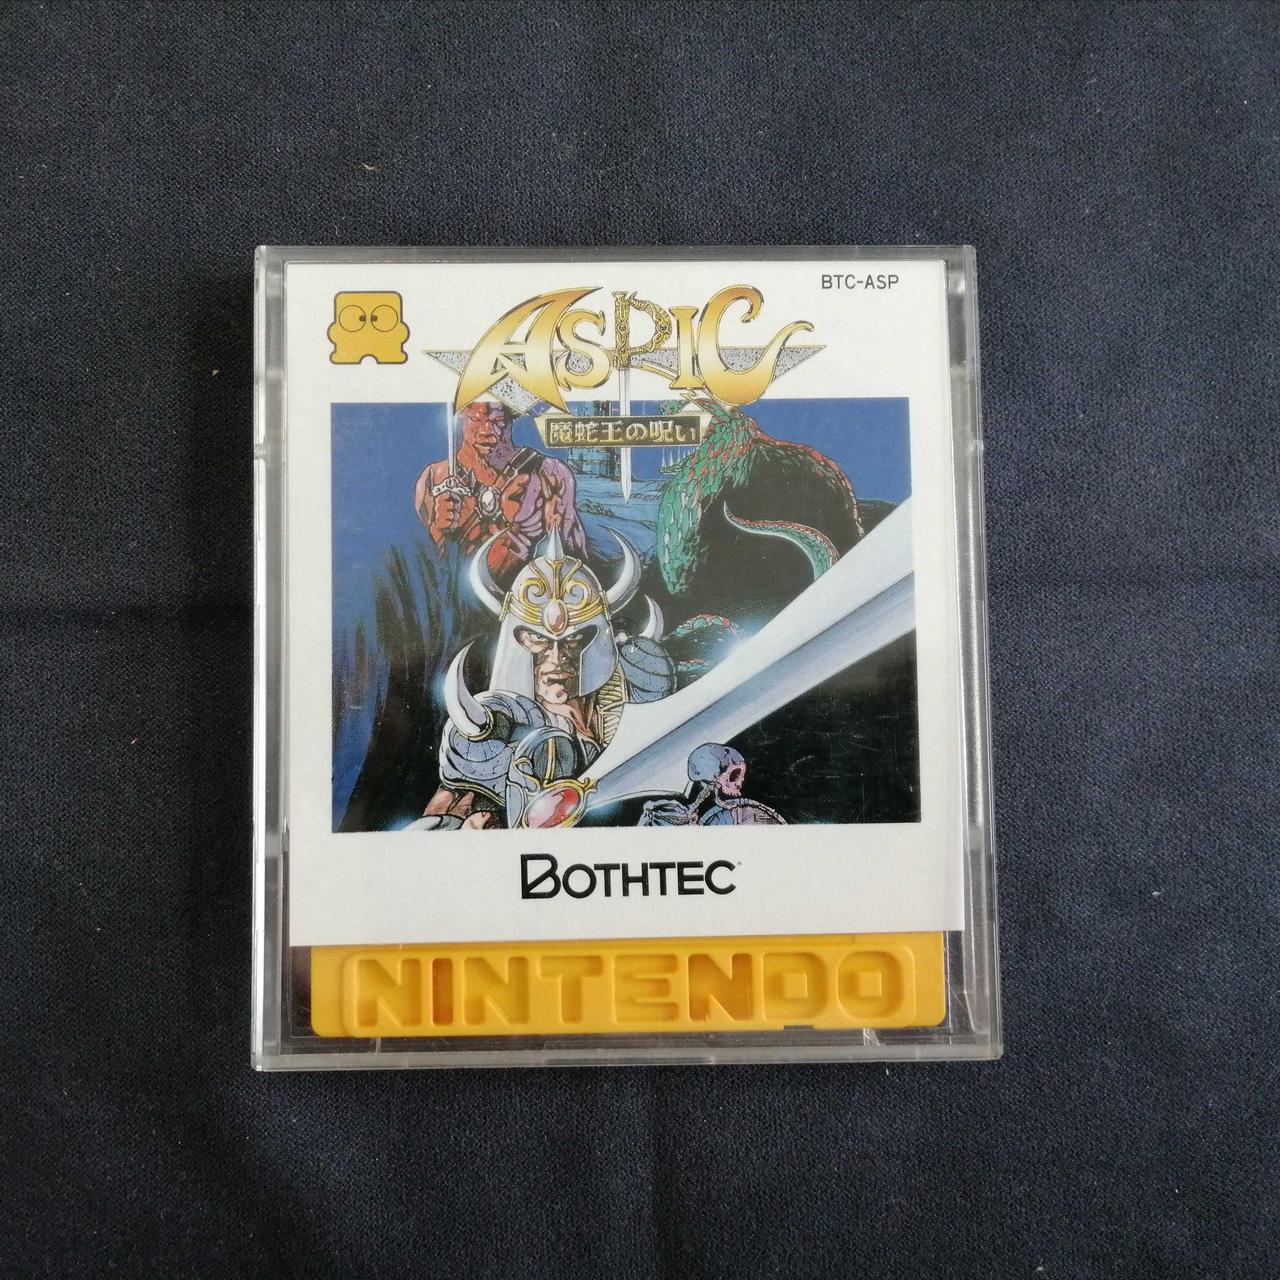 BTC-ASP
ASPIC
魔蛇王の呪い
BOTHTEC
NINTENDO